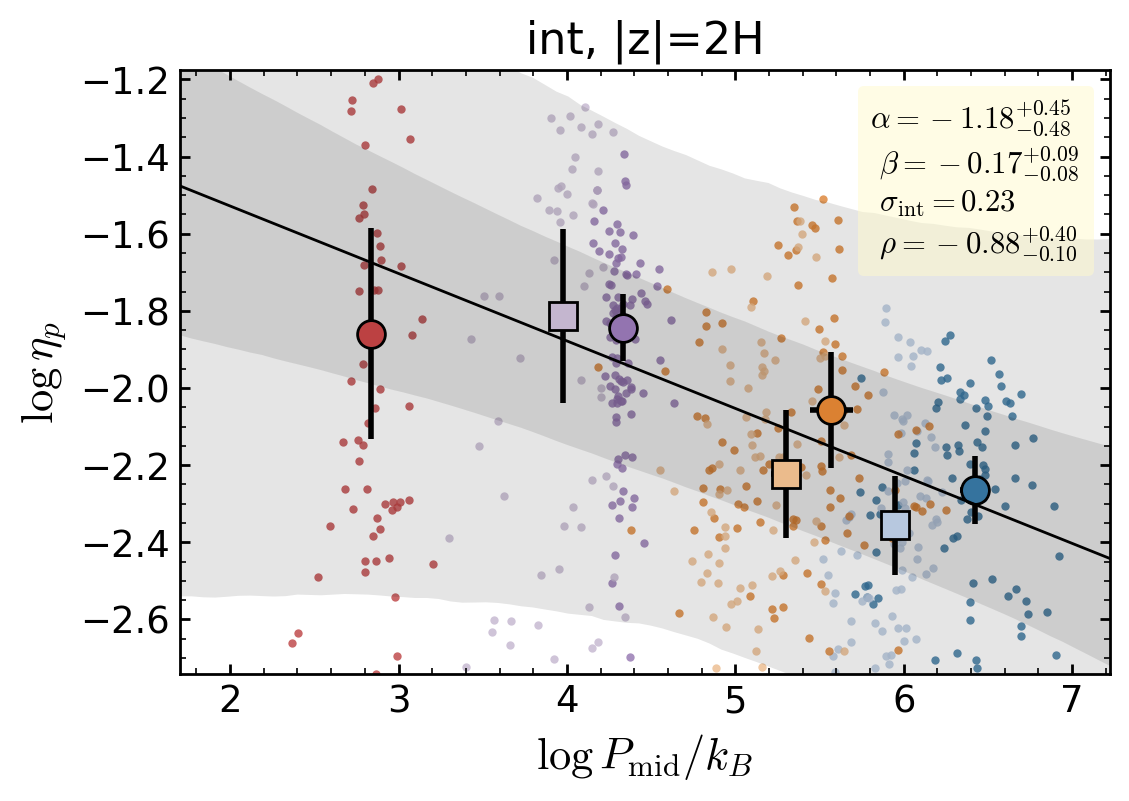 int, |z|=2H
−1.2
−1.4
−1.6
−1.8
−2.0
−2.2
−2.4
−2.6
log η_p
α = − 1.18^{+0.45}_{−0.48}
β = − 0.17^{+0.09}_{−0.08}
σ_int = 0.23
ρ = − 0.88^{+0.40}_{−0.10}
2 3 4 5 6 7
log P_mid/k_B